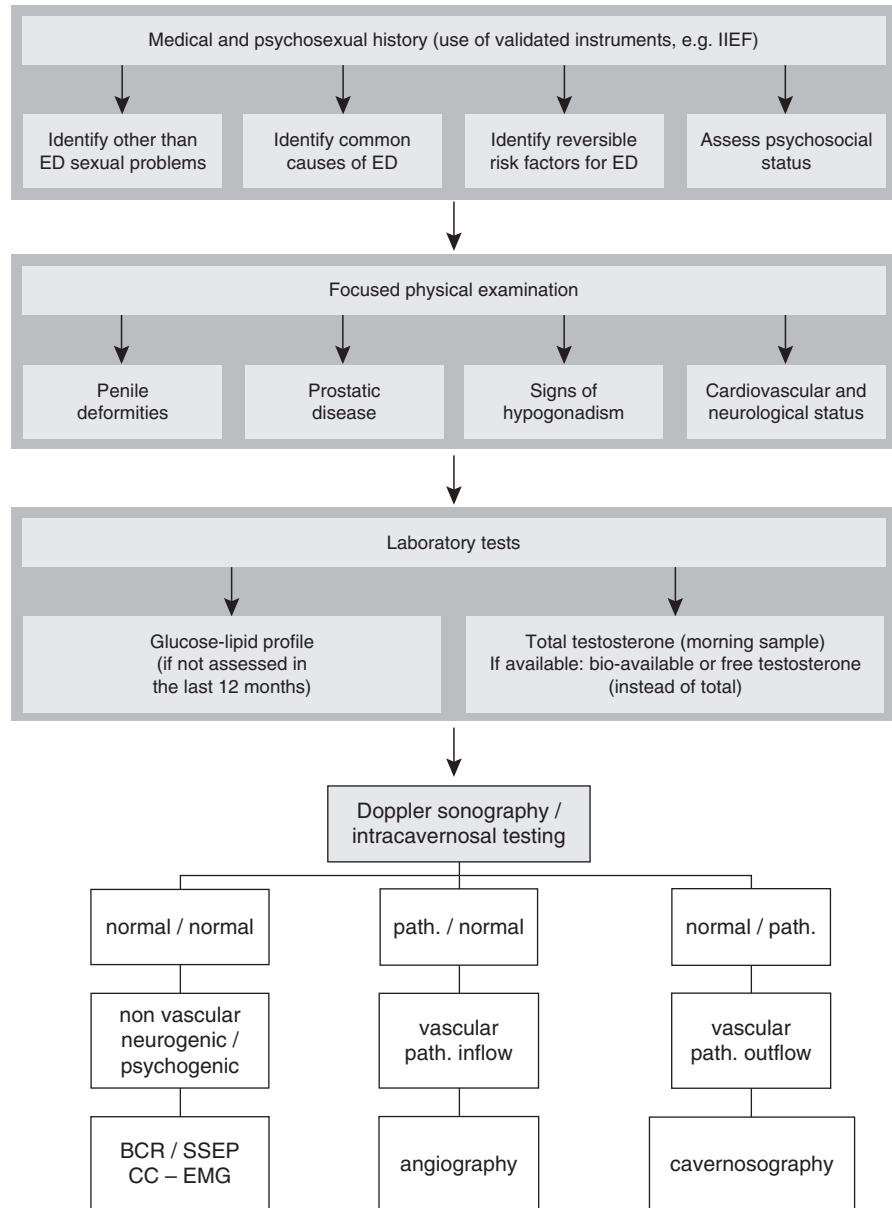 Medical and psychosexual history (use of validated instruments, e.g. IIEF)
Identify other than
ED sexual problems
Identify common
causes of ED
Identify reversible
risk factors for ED
Assess psychosocial
status
Focused physical examination
Penile
deformities
Prostatic
disease
Signs of
hypogonadism
Cardiovascular and
neurological status
Laboratory tests
Glucose-lipid profile
(if not assessed in
the last 12 months)
Total testosterone (morning sample)
If available: bio-available or free testosterone
(instead of total)
Doppler sonography /
intracavernosal testing
normal / normal
path. / normal
normal / path.
non vascular
neurogenic /
psychogenic
vascular
path. inflow
vascular
path. outflow
BCR / SSEP
CC – EMG
angiography
cavernosography